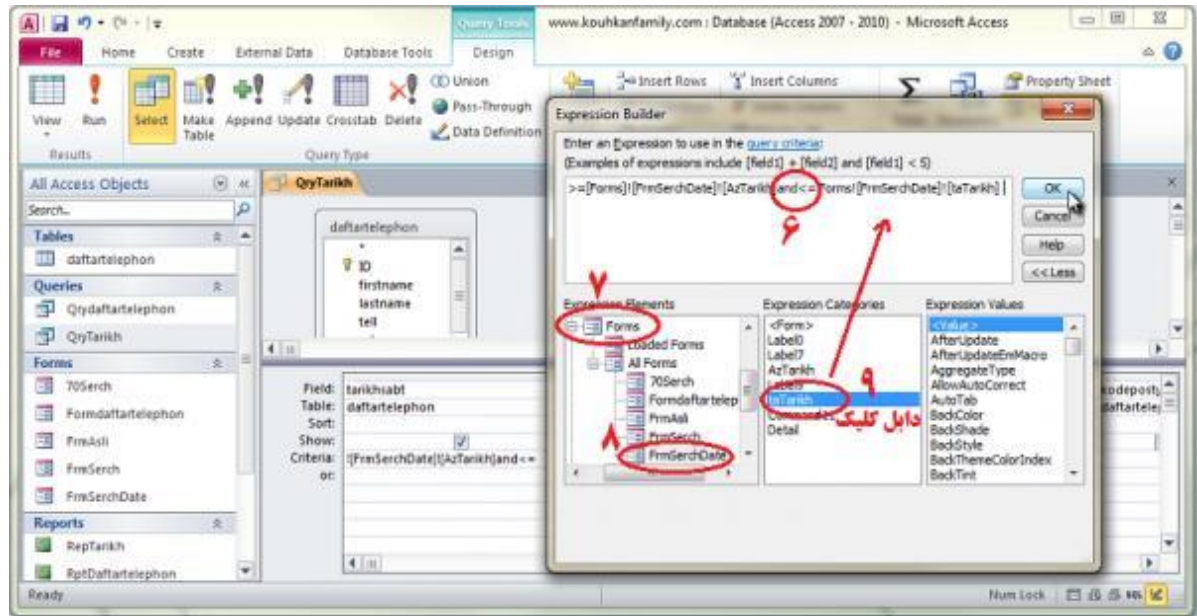 Query Tools
www.kouhkanfamily.com : Database (Access 2007 - 2010) - Microsoft Access
File Home Create External Data Database Tools Design
View Run Select Make Table Append Update Crosstab Delete
Union
Pass-Through
Data Definition
Insert Rows Insert Columns Property Sheet
Results Query Type
All Access Objects
Search...
Tables
daftartelephon
Queries
Qrydaftartelephon
QryTarikh
Forms
70Serch
Formdaftartelephon
FrmAsli
FrmSerch
FrmSerchDate
Reports
RepTarikh
RptDaftartelephon
QryTarikh
daftartelephon
*
ID
firstname
lastname
tell
Field: tarikhsabt
Table: daftartelephon
Sort:
Show:
Criteria: ![FrmSerchDate]![AzTarikh]and<=
or:
kodeposty
daftartelep
Expression Builder
Enter an Expression to use in the query criteria:
(Examples of expressions include [field1] + [field2] and [field1] < 5)
>=[Forms]![FrmSerchDate]![AzTarikh]and<= Forms![FrmSerchDate]![taTarikh]
OK
Cancel
Help
<< Less
۶
۷
Expression Elements
Forms
Loaded Forms
All Forms
70Serch
Formdaftartelep
FrmAsli
FrmSerch
FrmSerchDate
۸
Expression Categories
<Form>
Label0
Label7
AzTarikh
Label9
taTarikh
Detail
۹
دابل کلیک
Expression Values
<Value>
AfterUpdate
AfterUpdateEmMacro
AggregateType
AllowAutoCorrect
AutoTab
BackColor
BackShade
BackStyle
BackThemeColorIndex
BackTint
Ready
Num Lock
SQL